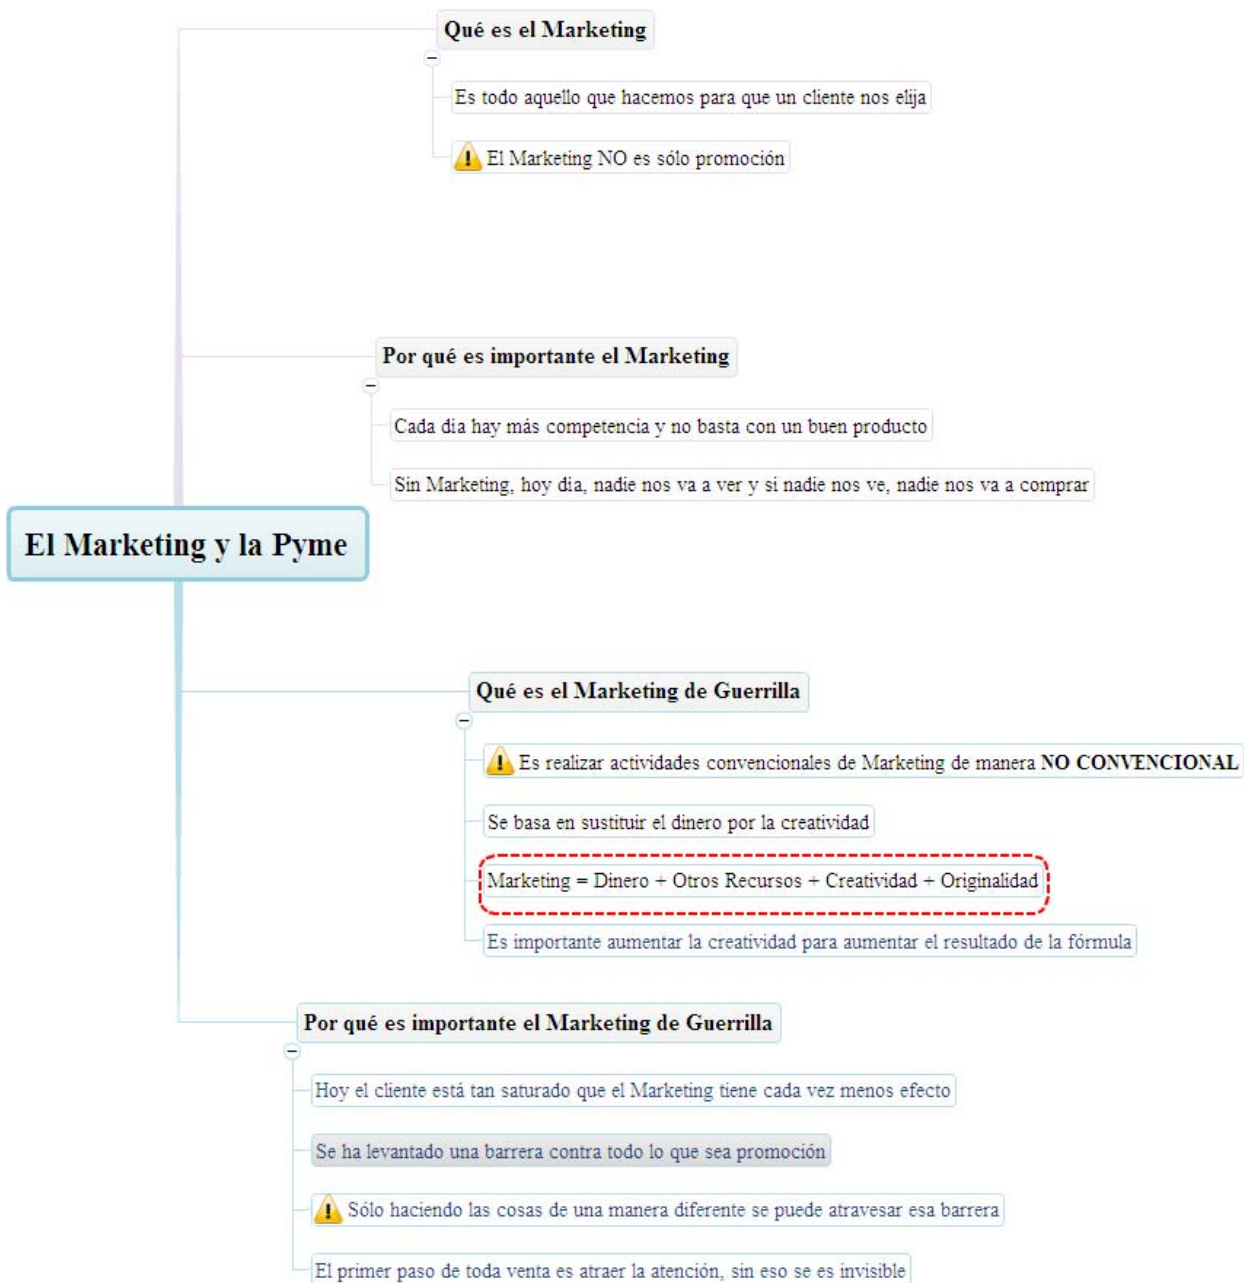 Qué es el Marketing
Es todo aquello que hacemos para que un cliente nos elija
El Marketing NO es sólo promoción
Por qué es importante el Marketing
Cada día hay más competencia y no basta con un buen producto
Sin Marketing, hoy día, nadie nos va a ver y si nadie nos ve, nadie nos va a comprar
El Marketing y la Pyme
Qué es el Marketing de Guerrilla
Es realizar actividades convencionales de Marketing de manera NO CONVENCIONAL
Se basa en sustituir el dinero por la creatividad
Marketing = Dinero + Otros Recursos + Creatividad + Originalidad
Es importante aumentar la creatividad para aumentar el resultado de la fórmula
Por qué es importante el Marketing de Guerrilla
Hoy el cliente está tan saturado que el Marketing tiene cada vez menos efecto
Se ha levantado una barrera contra todo lo que sea promoción
Sólo haciendo las cosas de una manera diferente se puede atravesar esa barrera
El primer paso de toda venta es atraer la atención, sin eso se es invisible